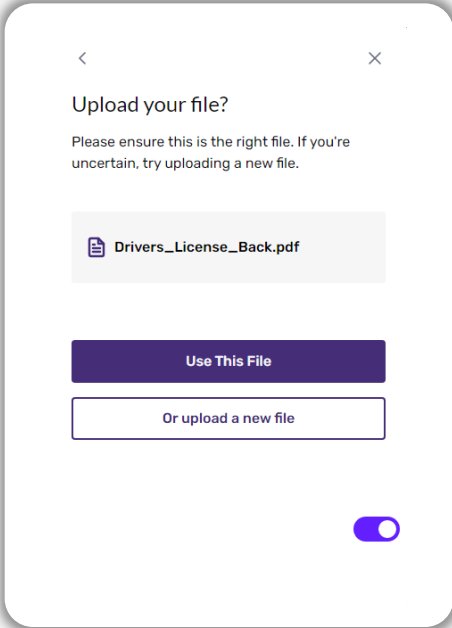 Upload your file?
Please ensure this is the right file. If you're
uncertain, try uploading a new file.
Drivers_License_Back.pdf
Use This File
Or upload a new file